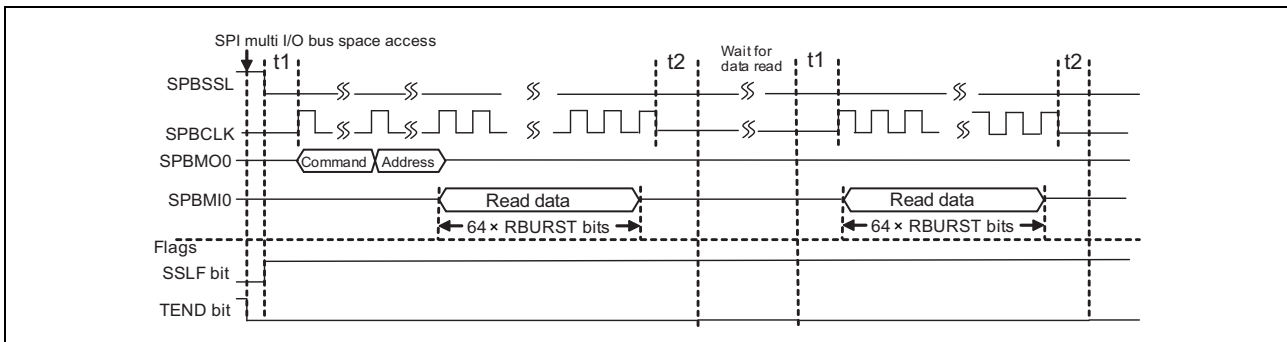 SPI multi I/O bus space access
t1
t2
Wait for
data read
t1
t2
SPBSSL
SPBCLK
SPBMO0
Command
Address
SPBMI0
Read data
Read data
64 × RBURST bits
64 × RBURST bits
Flags
SSLF bit
TEND bit